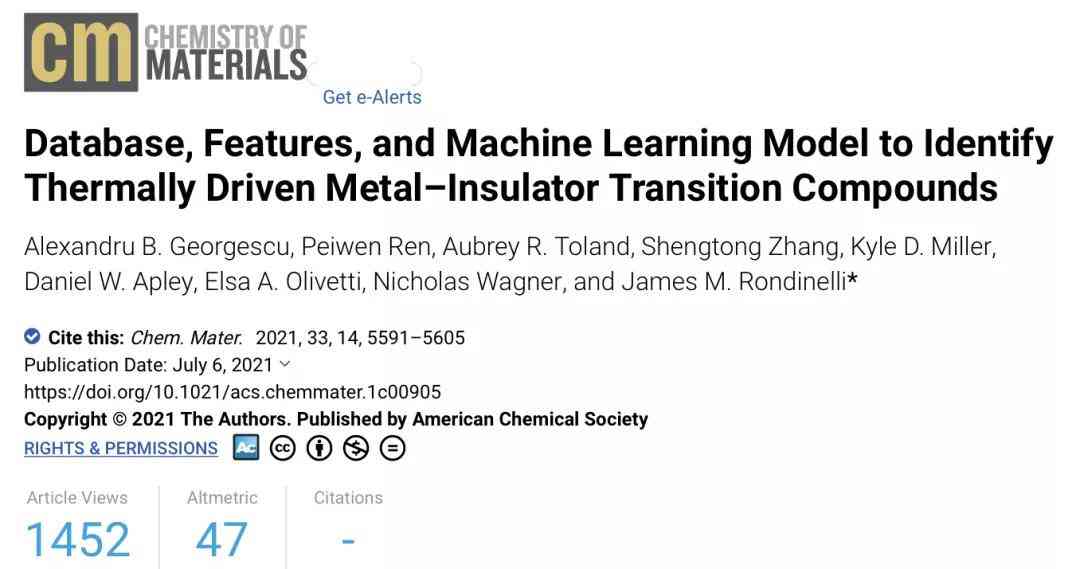 cm CHEMISTRY OF
MATERIALS
Get e-Alerts
Database, Features, and Machine Learning Model to Identify
Thermally Driven Metal–Insulator Transition Compounds
Alexandru B. Georgescu, Peiwen Ren, Aubrey R. Toland, Shengtong Zhang, Kyle D. Miller,
Daniel W. Apley, Elsa A. Olivetti, Nicholas Wagner, and James M. Rondinelli*
Cite this: Chem. Mater. 2021, 33, 14, 5591–5605
Publication Date: July 6, 2021
https://doi.org/10.1021/acs.chemmater.1c00905
Copyright © 2021 The Authors. Published by American Chemical Society
RIGHTS & PERMISSIONS Ac cc
Article Views Altmetric Citations
1452 47 -